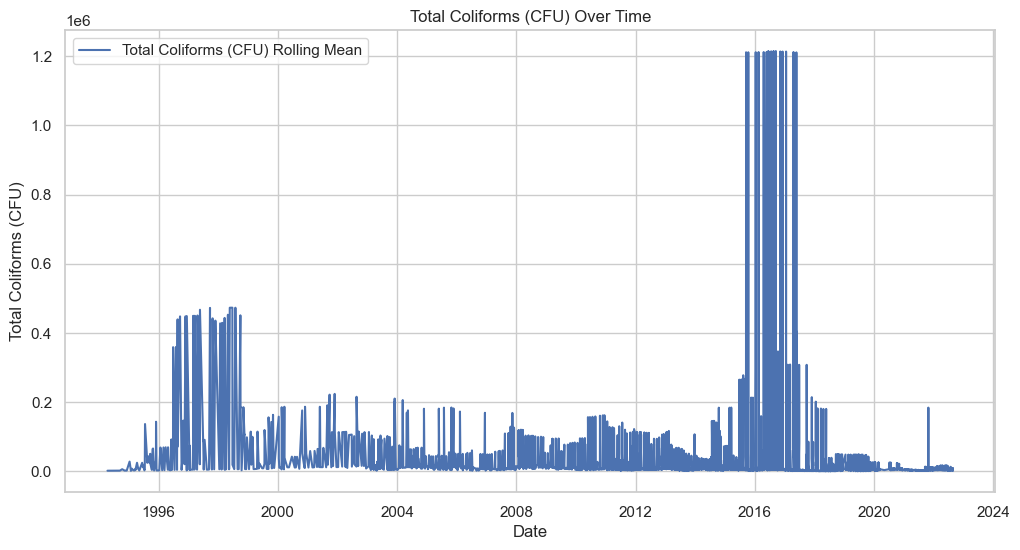 Total Coliforms (CFU) Over Time
1e6
Total Coliforms (CFU) Rolling Mean
1.2
1.0
0.8
0.6
0.4
0.2
0.0
Total Coliforms (CFU)
1996 2000 2004 2008 2012 2016 2020 2024
Date